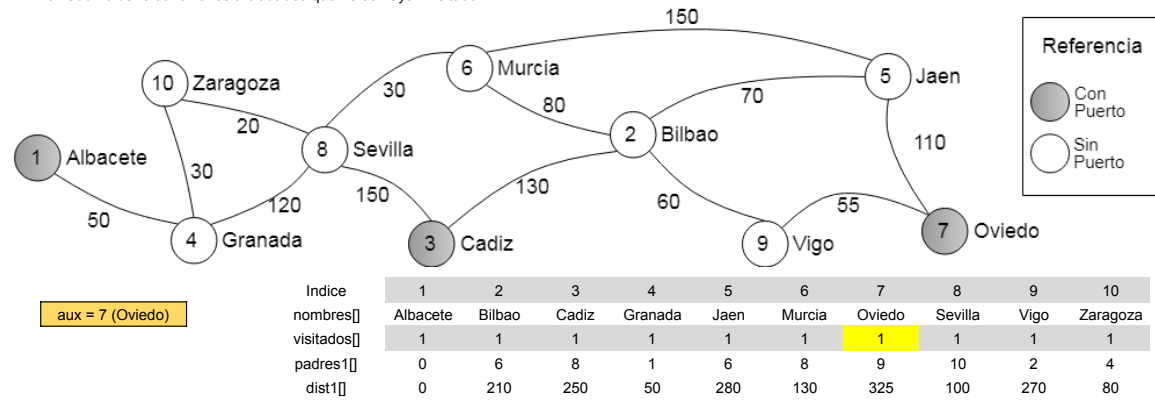 150
Referencia
Con
Puerto
Sin
Puerto
10 Zaragoza
6 Murcia
5 Jaen
30
80
70
20
1 Albacete
8 Sevilla
2 Bilbao
110
30
50
120
150
130
60
55
4 Granada
3 Cadiz
9 Vigo
7 Oviedo
aux = 7 (Oviedo)
Indice 1 2 3 4 5 6 7 8 9 10
nombres[] Albacete Bilbao Cadiz Granada Jaen Murcia Oviedo Sevilla Vigo Zaragoza
visitados[] 1 1 1 1 1 1 1 1 1 1
padres1[] 0 6 8 1 6 8 9 10 2 4
dist1[] 0 210 250 50 280 130 325 100 270 80